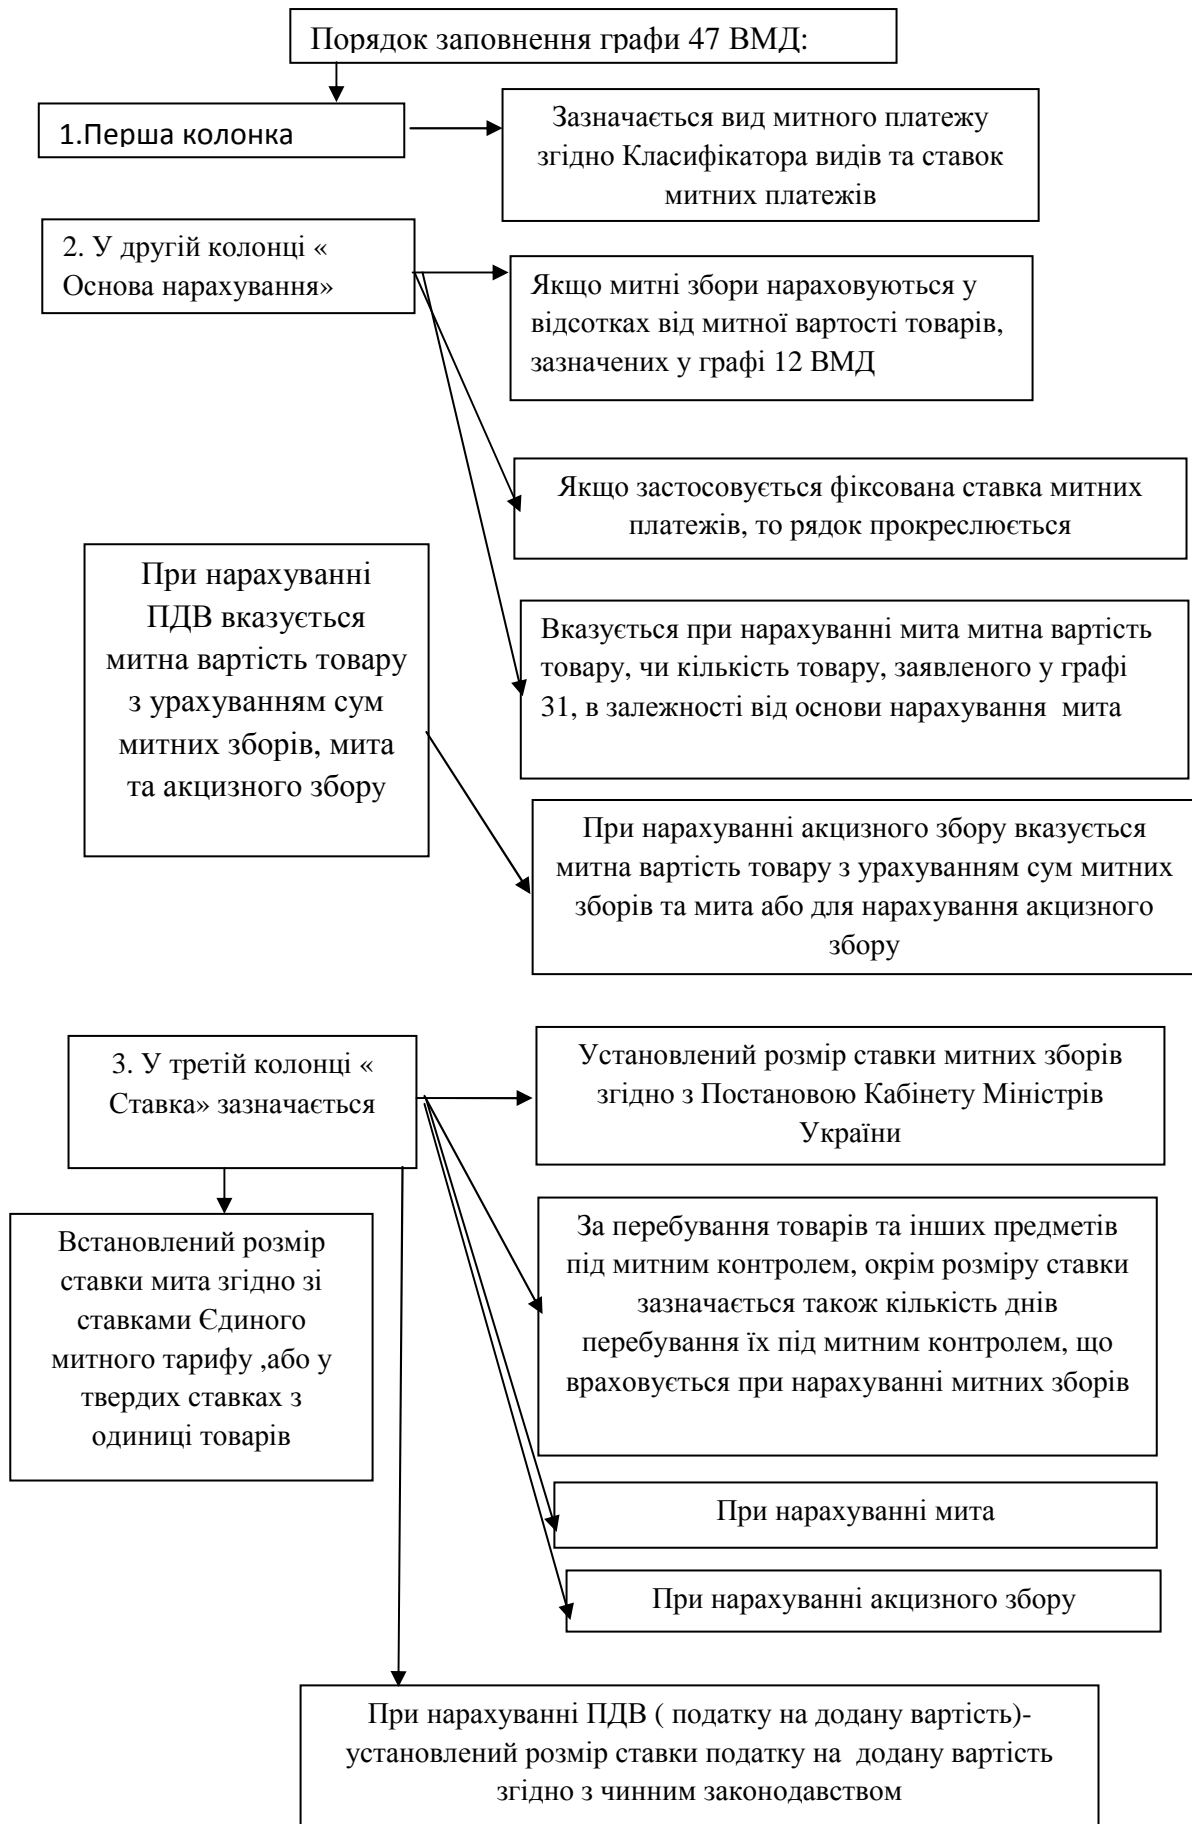 Порядок заповнення графи 47 ВМД:
1.Перша колонка
Зазначається вид митного платежу
згідно Класифікатора видів та ставок
митних платежів
2. У другій колонці «
Основа нарахування»
Якщо митні збори нараховуються у
відсотках від митної вартості товарів,
зазначених у графі 12 ВМД
Якщо застосовується фіксована ставка митних
платежів, то рядок прокреслюється
При нарахуванні
ПДВ вказується
митна вартість товару
з урахуванням сум
митних зборів, мита
та акцизного збору
Вказується при нарахуванні мита митна вартість
товару, чи кількість товару, заявленого у графі
31, в залежності від основи нарахування  мита
При нарахуванні акцизного збору вказується
митна вартість товару з урахуванням сум митних
зборів та мита або для нарахування акцизного
збору
3. У третій колонці «
Ставка» зазначається
Установлений розмір ставки митних зборів
згідно з Постановою Кабінету Міністрів
України
Встановлений розмір
ставки мита згідно зі
ставками Єдиного
митного тарифу ,або у
твердих ставках з
одиниці товарів
За перебування товарів та інших предметів
під митним контролем, окрім розміру ставки
зазначається також кількість днів
перебування їх під митним контролем, що
враховується при нарахуванні митних зборів
При нарахуванні мита
При нарахуванні акцизного збору
При нарахуванні ПДВ ( податку на додану вартість)-
установлений розмір ставки податку на  додану вартість
згідно з чинним законодавством